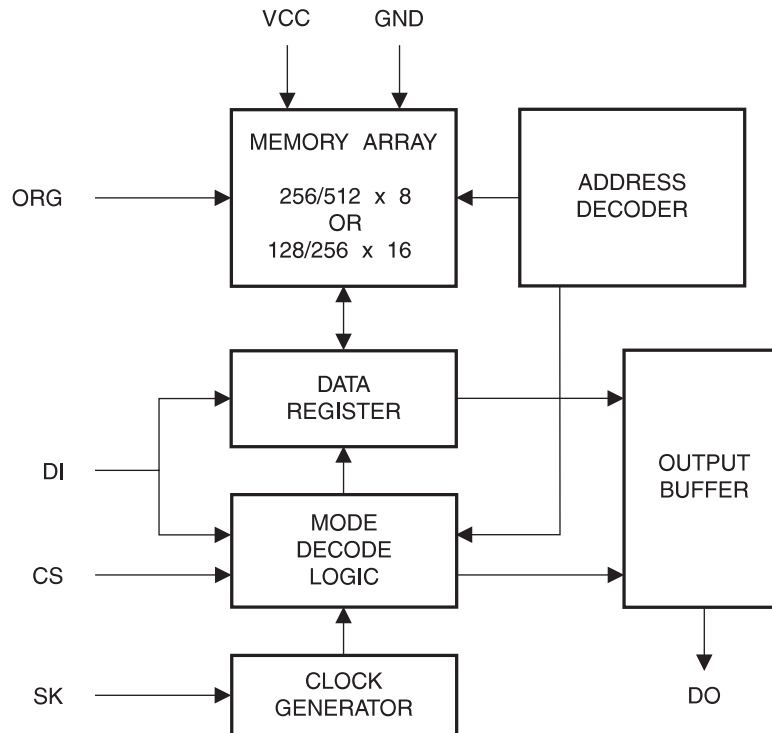 VCC GND
MEMORY ARRAY
256/512 x 8
OR
128/256 x 16
ADDRESS
DECODER
ORG
DATA
REGISTER
DI
OUTPUT
BUFFER
MODE
DECODE
LOGIC
CS
CLOCK
GENERATOR
SK
DO